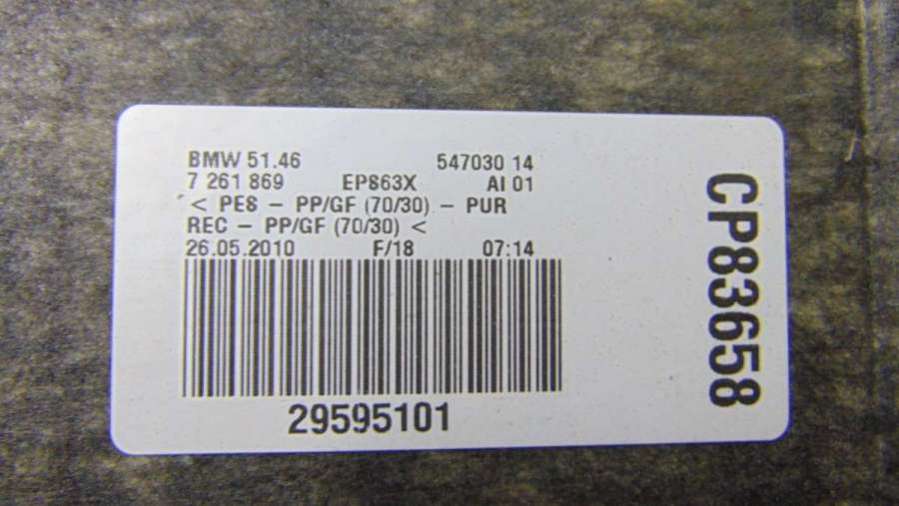 BMW 51.46 547030 14
7 261 869 EP863X AI 01
< PES - PP/GF (70/30) - PUR
REC - PP/GF (70/30) <
26.05.2010 F/18 07:14
29595101
CP83658